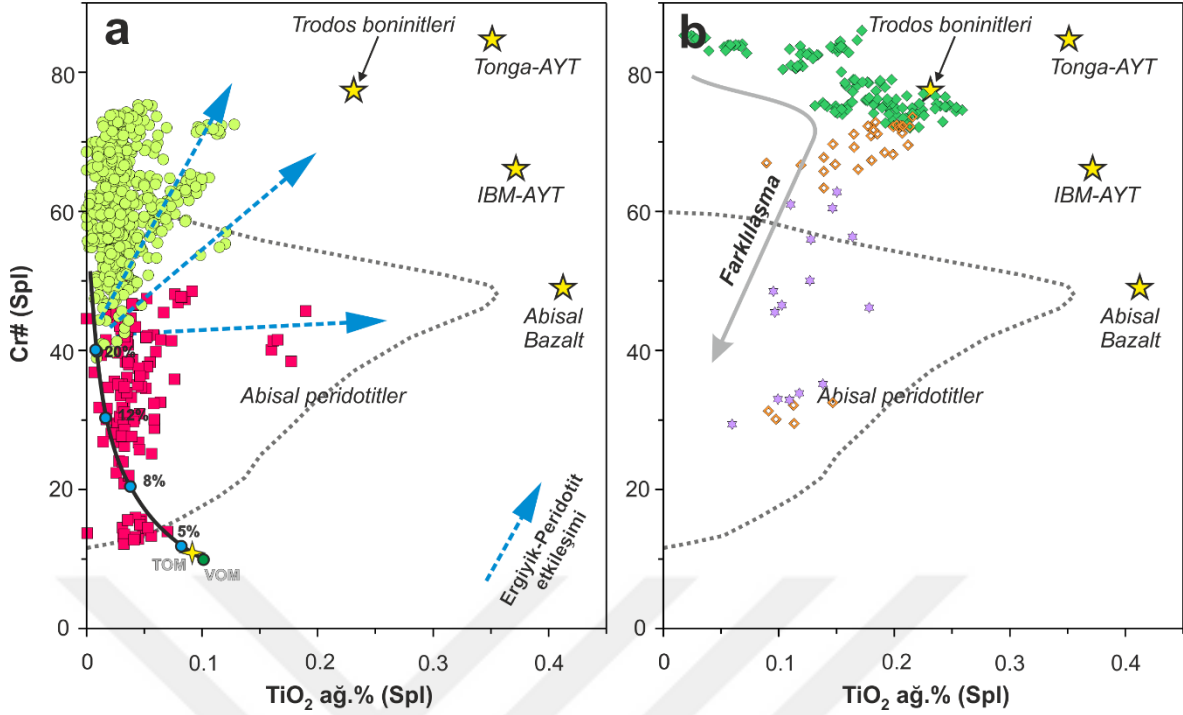 a
Trodos boninitleri
Tonga-AYT
IBM-AYT
Abisal
Bazalt
Abisal peridotitler
20%
12%
8%
5%
TOM
VOM
Ergiyik-Peridotit
etkileşimi
Cr# (Spl)
80
60
40
20
0
0
0.1
0.2
0.3
0.4
TiO₂ ağ.% (Spl)
b
Trodos boninitleri
Tonga-AYT
IBM-AYT
Abisal
Bazalt
Farklılaşma
Abisal peridotitler
80
60
40
20
0
0
0.1
0.2
0.3
0.4
TiO₂ ağ.% (Spl)